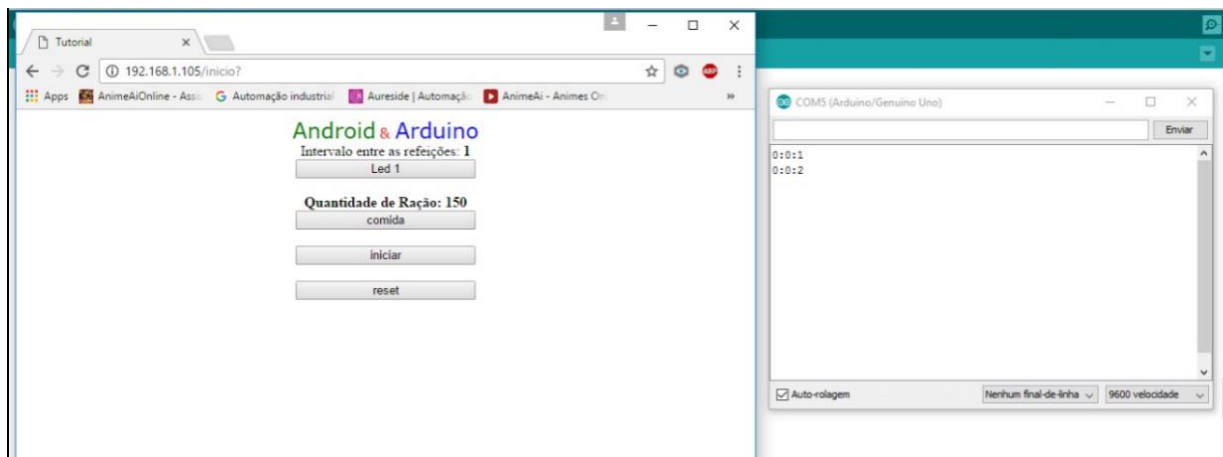 Tutorial
192.168.1.105/inicio?
Apps AnimeAiOnline - Assi G Automação industrial Aureside | Automaçã AnimeAi - Animes On »
Android & Arduino
Intervalo entre as refeições: 1
Led 1
Quantidade de Ração: 150
comida
iniciar
reset
COM5 (Arduino/Genuino Uno)
Enviar
0:0:1
0:0:2
Auto-rolagem Nenhum final-de-linha 9600 velocidade